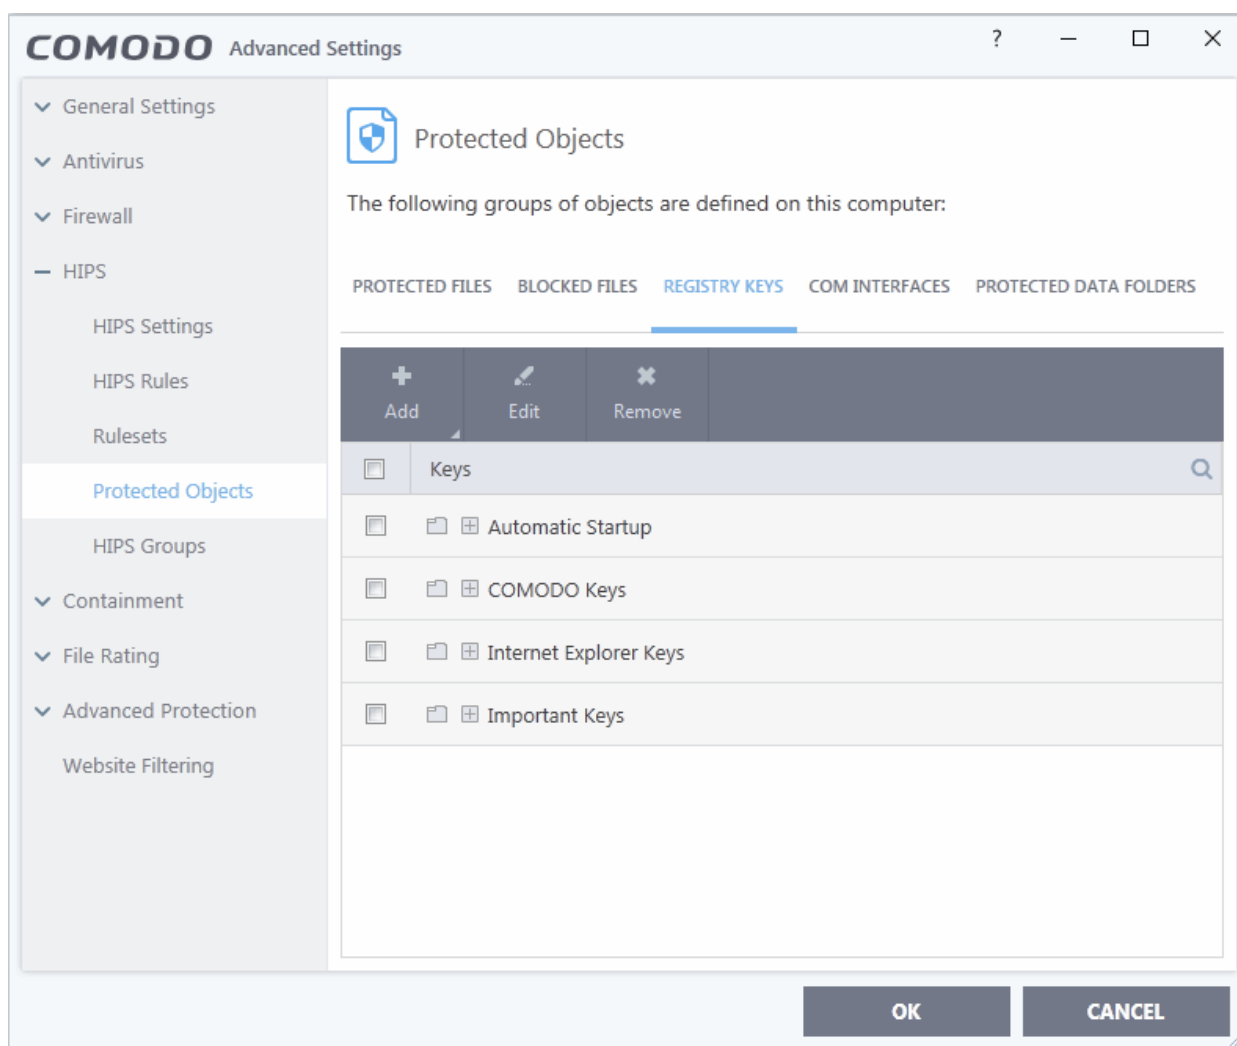 COMODO Advanced Settings ?
General Settings
Antivirus
Firewall
HIPS
HIPS Settings
HIPS Rules
Rulesets
Protected Objects
HIPS Groups
Containment
File Rating
Advanced Protection
Website Filtering
Protected Objects
The following groups of objects are defined on this computer:
PROTECTED FILES BLOCKED FILES REGISTRY KEYS COM INTERFACES PROTECTED DATA FOLDERS
Add Edit Remove
Keys
Automatic Startup
COMODO Keys
Internet Explorer Keys
Important Keys
OK CANCEL